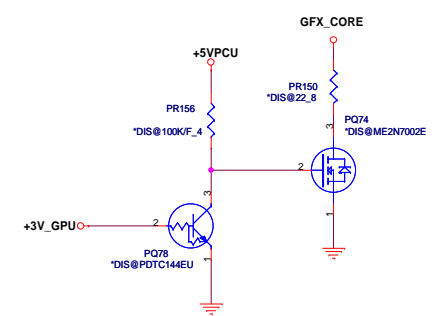 GFX_CORE
+5VPCU
PR150
*DIS@22_8
PR156
*DIS@100K/F_4
3
PQ74
*DIS@ME2N7002E
2
3
1
+3V_GPU
2
PQ78
*DIS@PDTC144EU
1